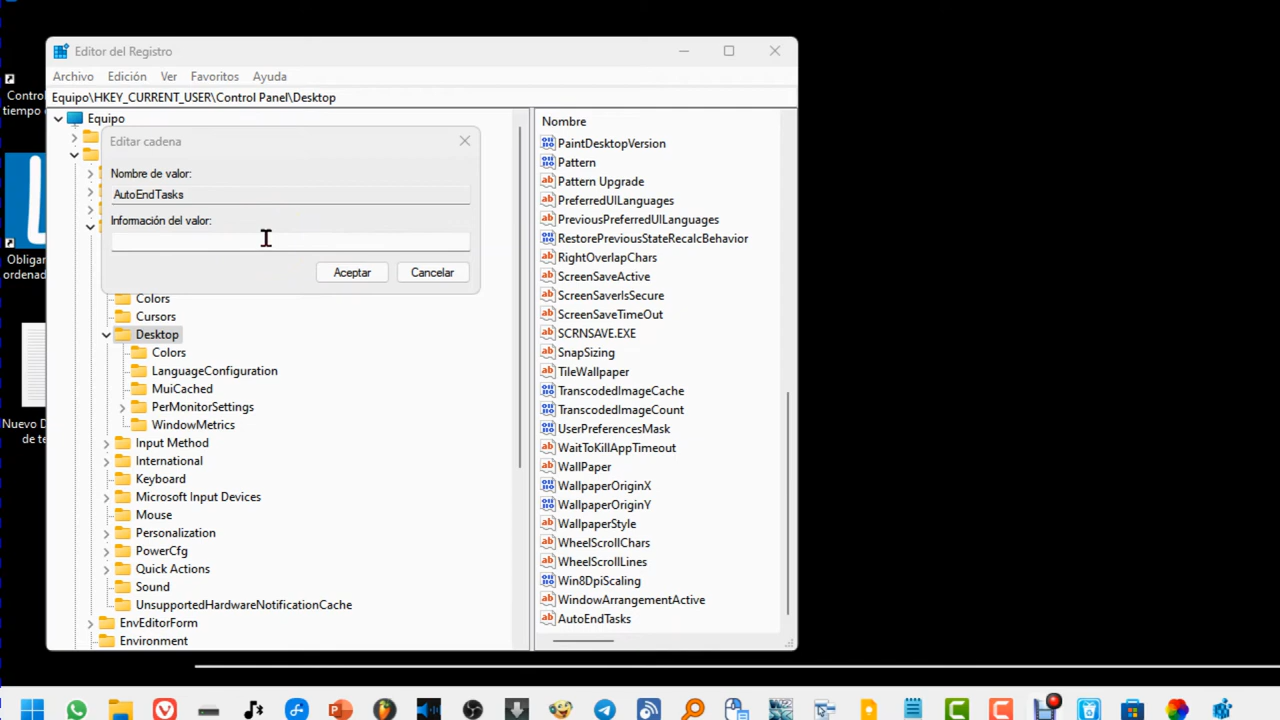 Control
tiempo c
Obligar
ordenad
Nuevo D
de te
Editor del Registro
Archivo Edición Ver Favoritos Ayuda
Equipo\HKEY_CURRENT_USER\Control Panel\Desktop
Equipo
Editar cadena
Nombre de valor:
AutoEndTasks
Información del valor:
Aceptar Cancelar
Colors
Cursors
Desktop
Colors
LanguageConfiguration
MuiCached
PerMonitorSettings
WindowMetrics
Input Method
International
Keyboard
Microsoft Input Devices
Mouse
Personalization
PowerCfg
Quick Actions
Sound
UnsupportedHardwareNotificationCache
EnvEditorForm
Environment
Nombre
PaintDesktopVersion
Pattern
Pattern Upgrade
PreferredUILanguages
PreviousPreferredUILanguages
RestorePreviousStateRecalcBehavior
RightOverlapChars
ScreenSaveActive
ScreenSaverIsSecure
ScreenSaveTimeOut
SCRNSAVE.EXE
SnapSizing
TileWallpaper
TranscodedImageCache
TranscodedImageCount
UserPreferencesMask
WaitToKillAppTimeout
WallPaper
WallpaperOriginX
WallpaperOriginY
WallpaperStyle
WheelScrollChars
WheelScrollLines
Win8DpiScaling
WindowArrangementActive
AutoEndTasks